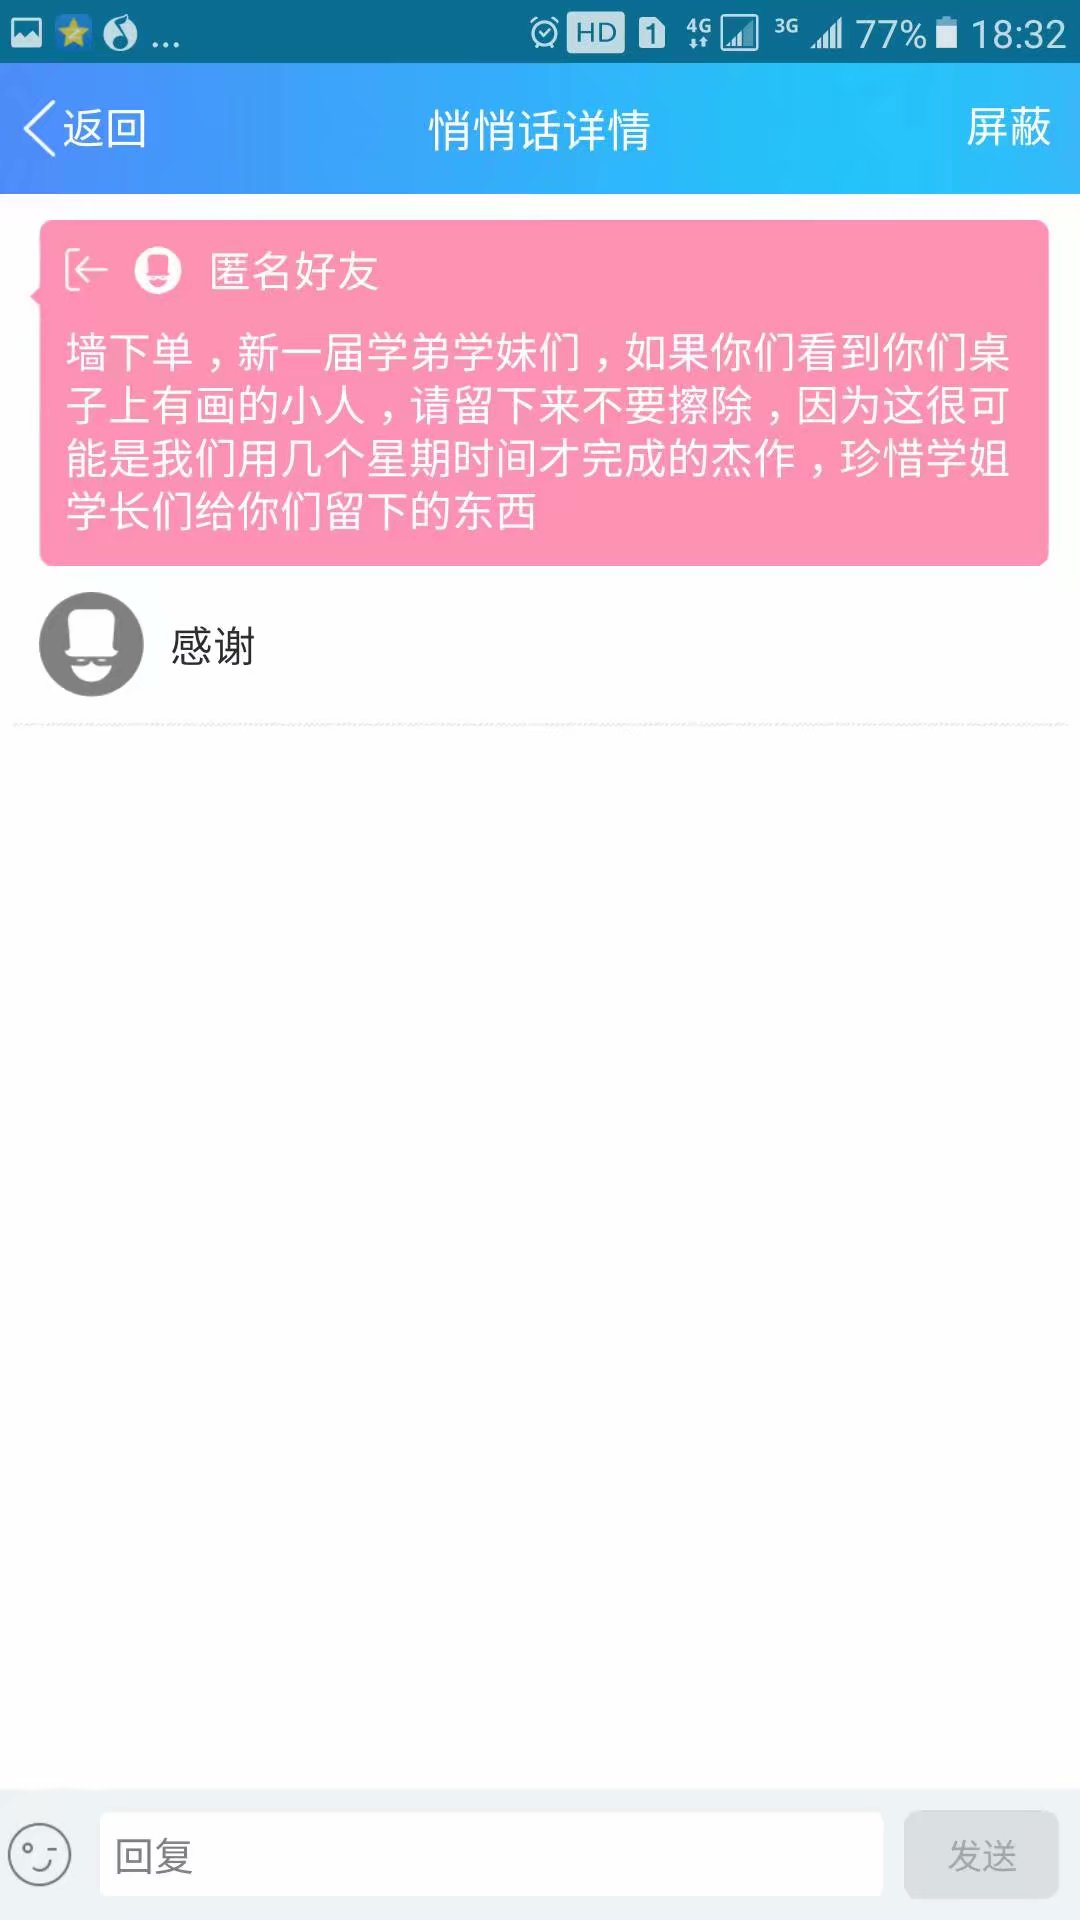 ... HD 1 4G 3G 77% 18:32
返回 悄悄话详情 屏蔽
匿名好友
墙下单，新一届学弟学妹们，如果你们看到你们桌
子上有画的小人，请留下来不要擦除，因为这很可
能是我们用几个星期时间才完成的杰作，珍惜学姐
学长们给你们留下的东西
感谢
回复 发送